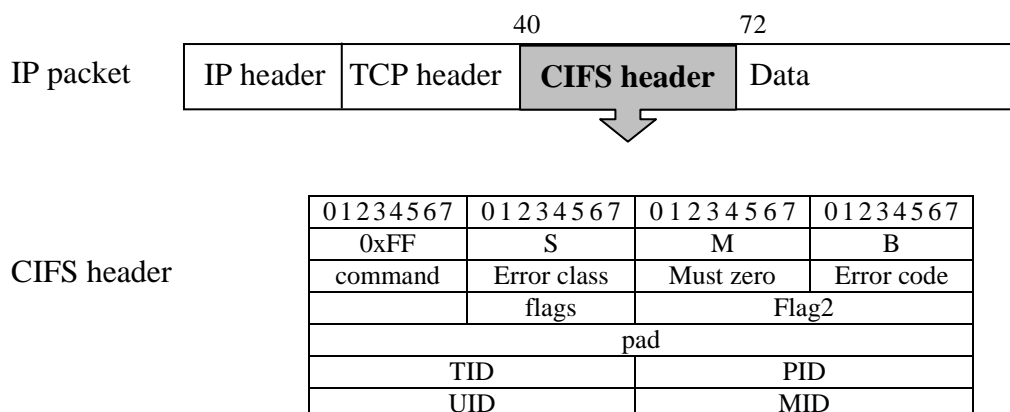 40 72
IP packet IP header TCP header CIFS header Data
0 1 2 3 4 5 6 7 0 1 2 3 4 5 6 7 0 1 2 3 4 5 6 7 0 1 2 3 4 5 6 7
0xFF S M B
CIFS header command Error class Must zero Error code
flags Flag2
pad
TID PID
UID MID